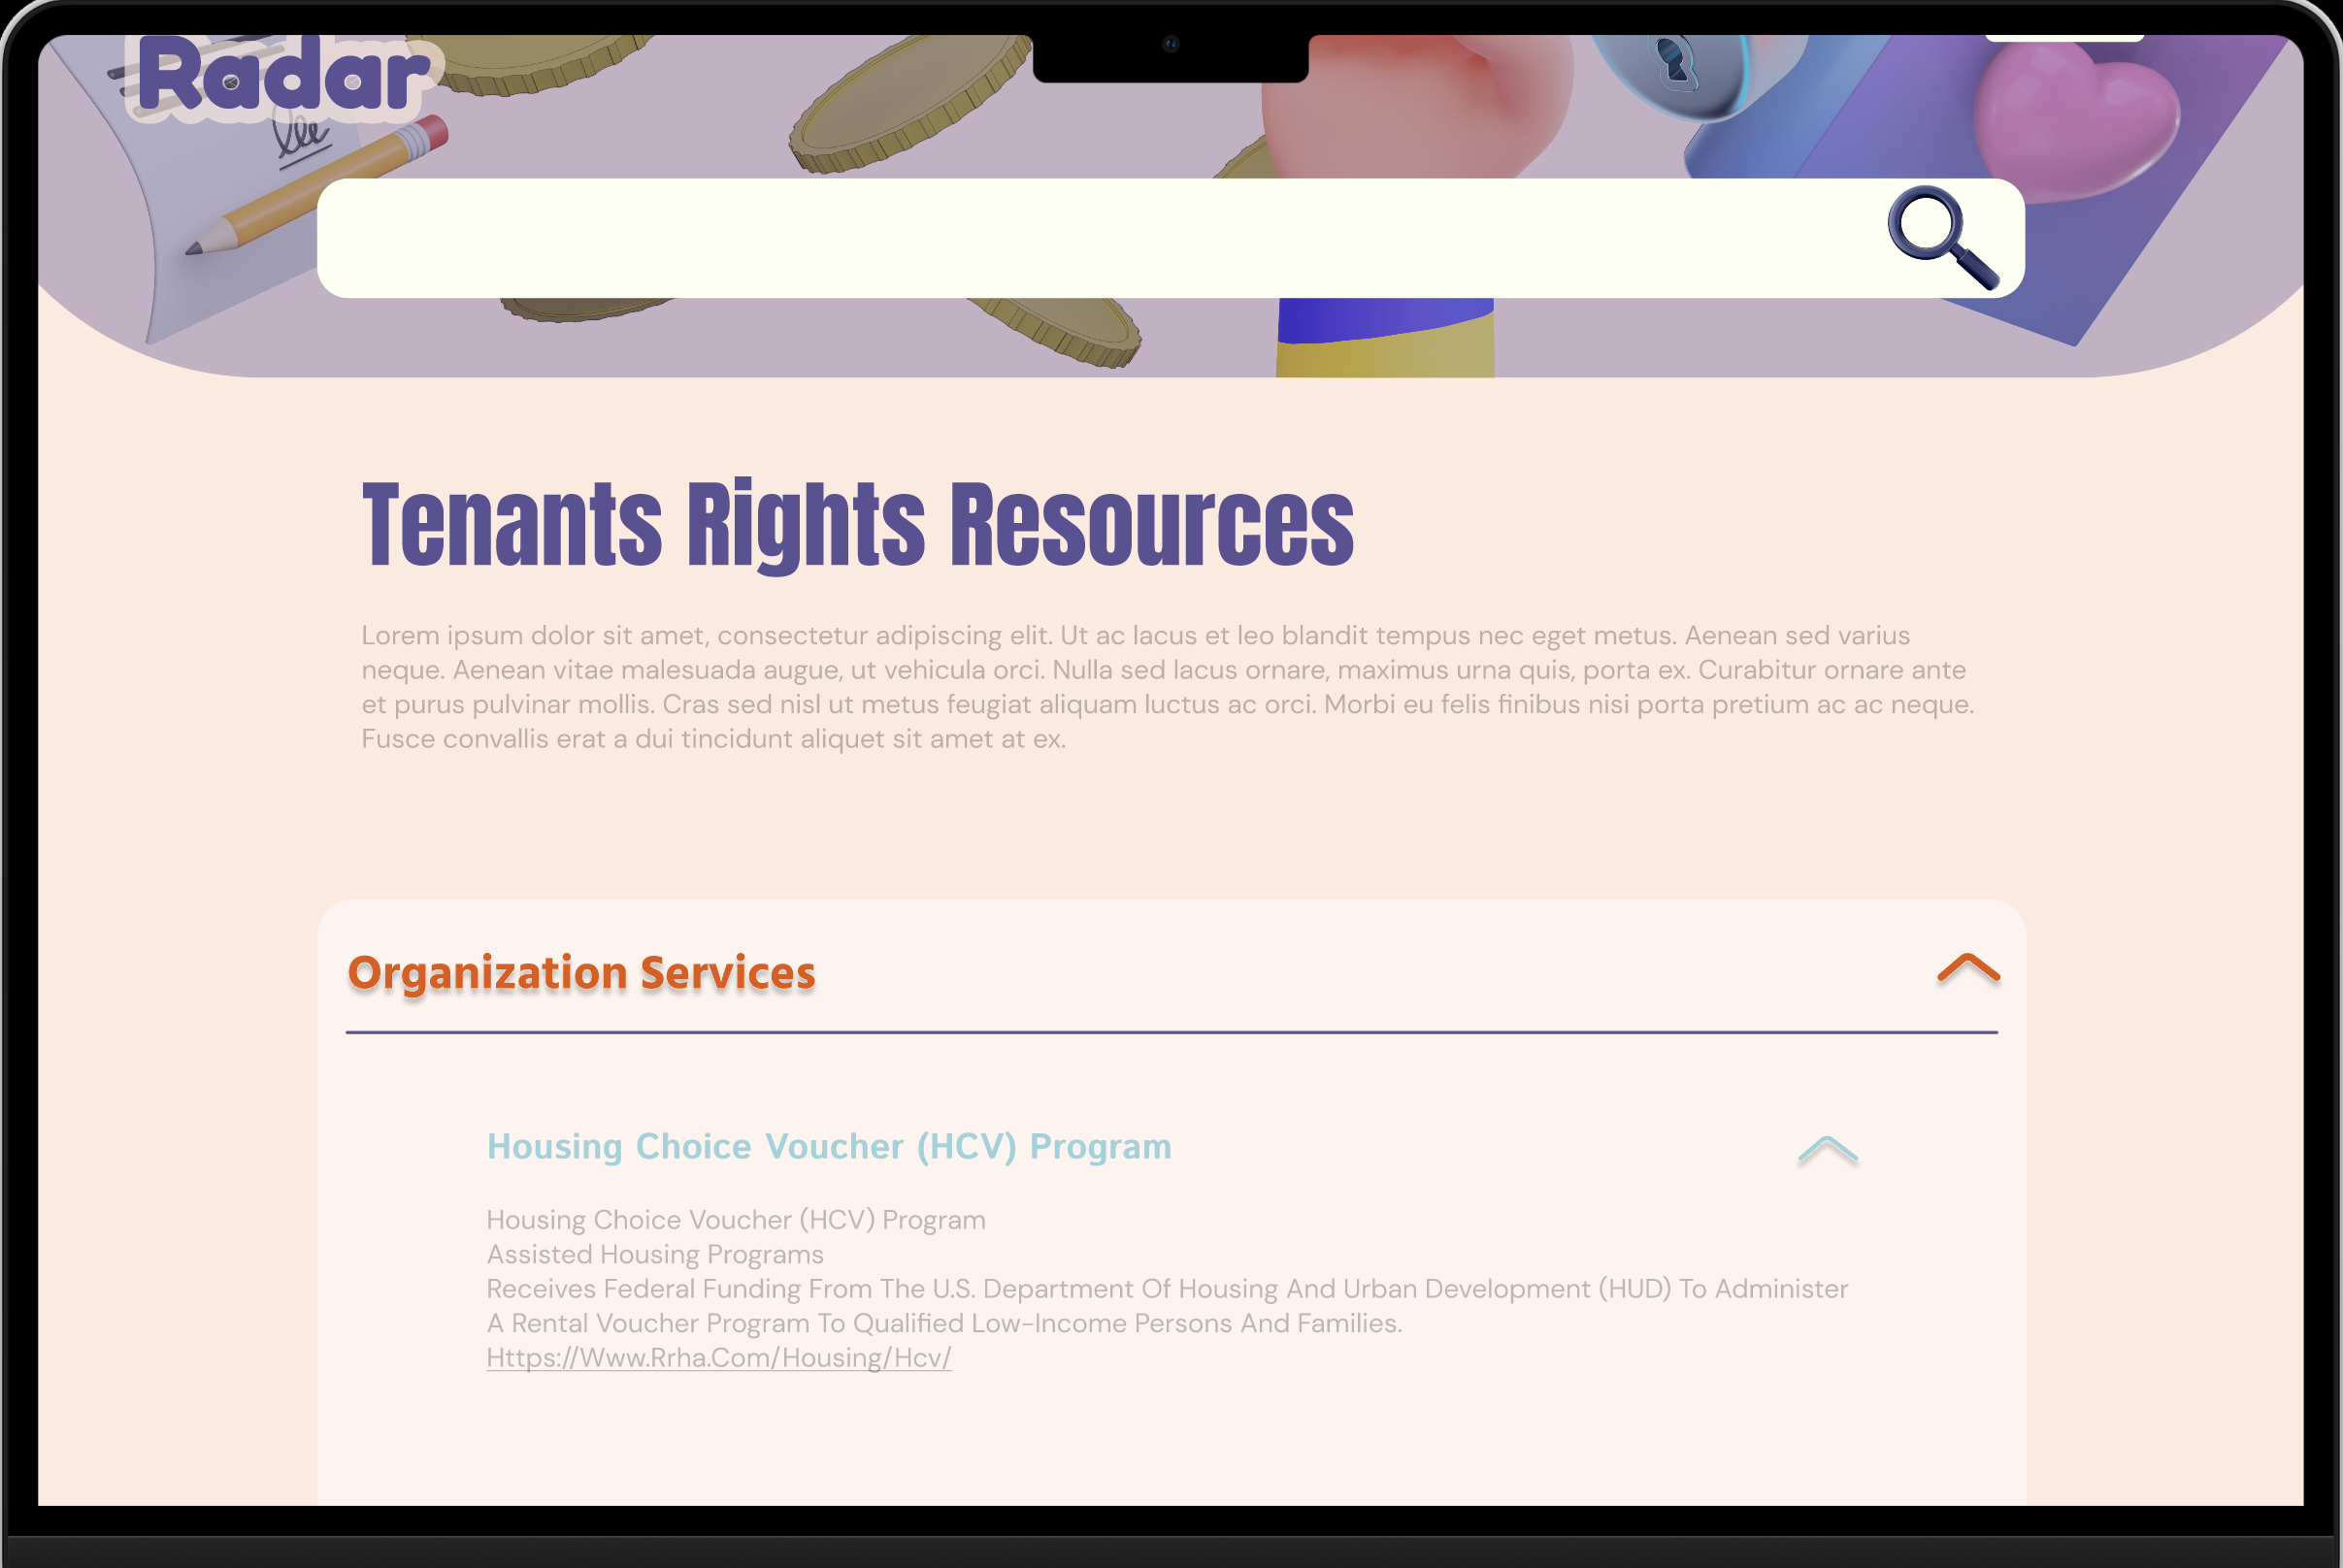 Radar
Tenants Rights Resources
Lorem ipsum dolor sit amet, consectetur adipiscing elit. Ut ac lacus et leo blandit tempus nec eget metus. Aenean sed varius
neque. Aenean vitae malesuada augue, ut vehicula orci. Nulla sed lacus ornare, maximus urna quis, porta ex. Curabitur ornare ante
et purus pulvinar mollis. Cras sed nisl ut metus feugiat aliquam luctus ac orci. Morbi eu felis finibus nisi porta pretium ac ac neque.
Fusce convallis erat a dui tincidunt aliquet sit amet at ex.
Organization Services
Housing Choice Voucher (HCV) Program
Housing Choice Voucher (HCV) Program
Assisted Housing Programs
Receives Federal Funding From The U.S. Department Of Housing And Urban Development (HUD) To Administer
A Rental Voucher Program To Qualified Low-Income Persons And Families.
Https://Www.Rrha.Com/Housing/Hcv/